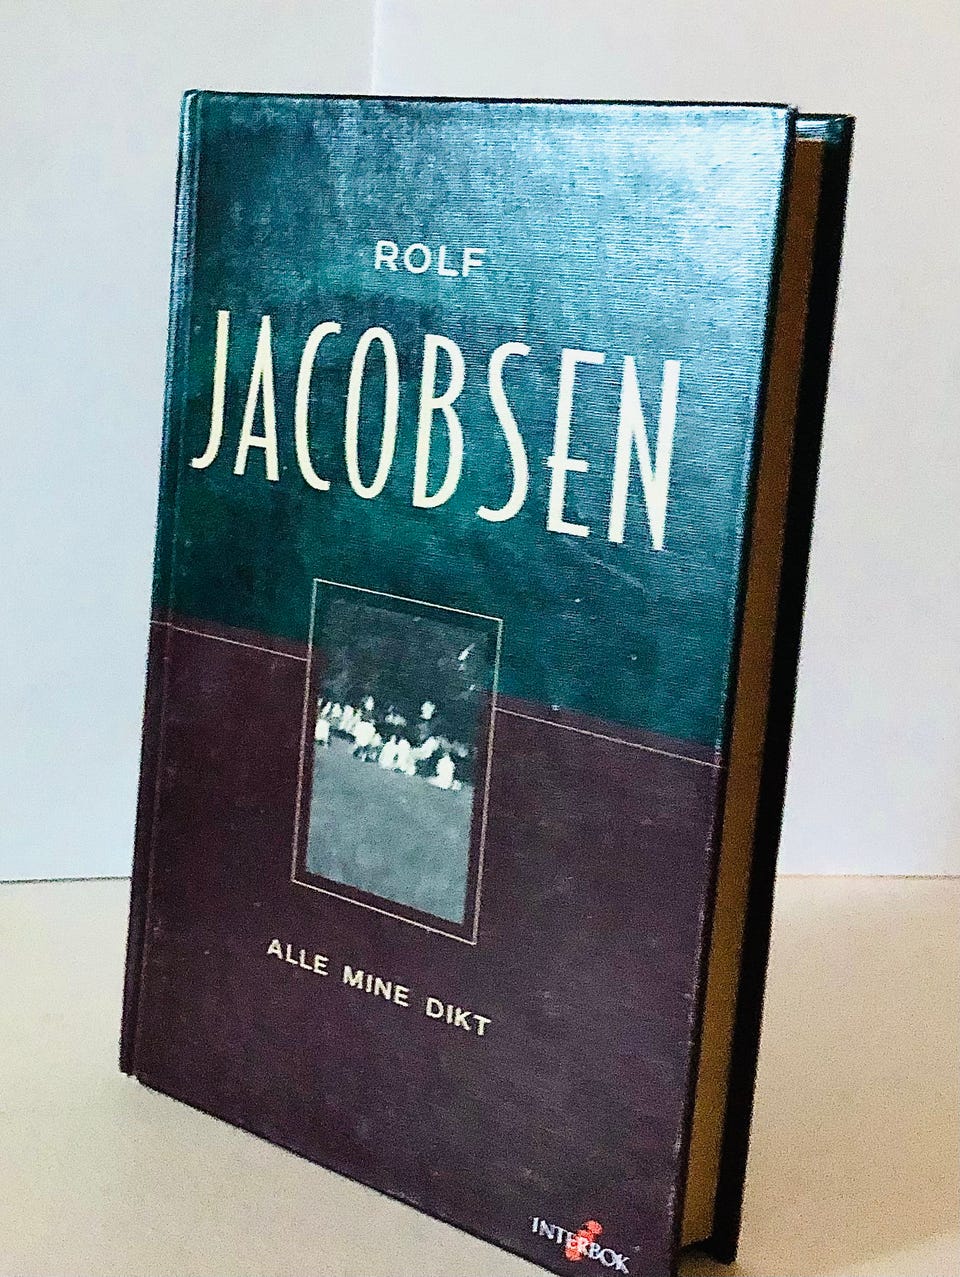 ROLF
JACOBSEN
ALLE MINE DIKT
INTERBOK